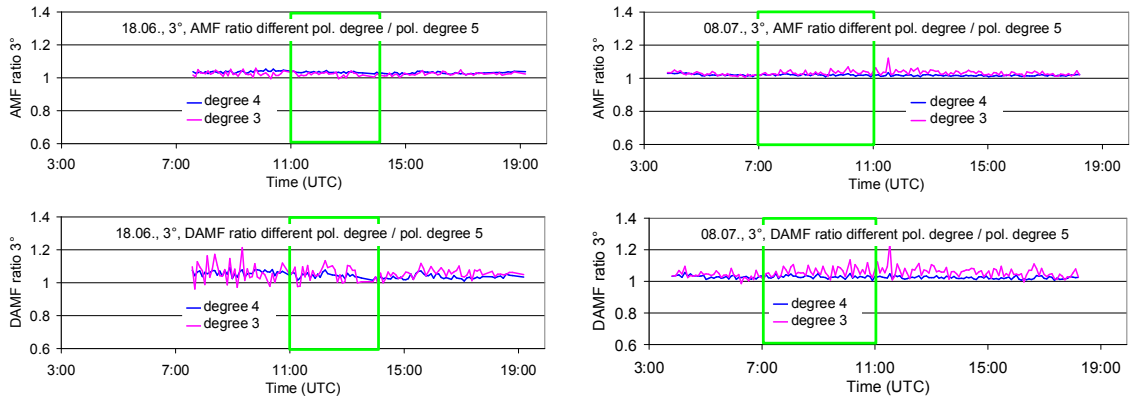 18.06., 3°, AMF ratio different pol. degree / pol. degree 5
AMF ratio 3°
1.4
1.2
1
0.8
0.6
degree 4
degree 3
3:00 7:00 11:00 15:00 19:00
Time (UTC)
08.07., 3°, AMF ratio different pol. degree / pol. degree 5
AMF ratio 3°
1.4
1.2
1
0.8
0.6
degree 4
degree 3
3:00 7:00 11:00 15:00 19:00
Time (UTC)
18.06., 3°, DAMF ratio different pol. degree / pol. degree 5
DAMF ratio 3°
1.4
1.2
1
0.8
0.6
degree 4
degree 3
3:00 7:00 11:00 15:00 19:00
Time (UTC)
08.07., 3°, DAMF ratio different pol. degree / pol. degree 5
DAMF ratio 3°
1.4
1.2
1
0.8
0.6
degree 4
degree 3
3:00 7:00 11:00 15:00 19:00
Time (UTC)